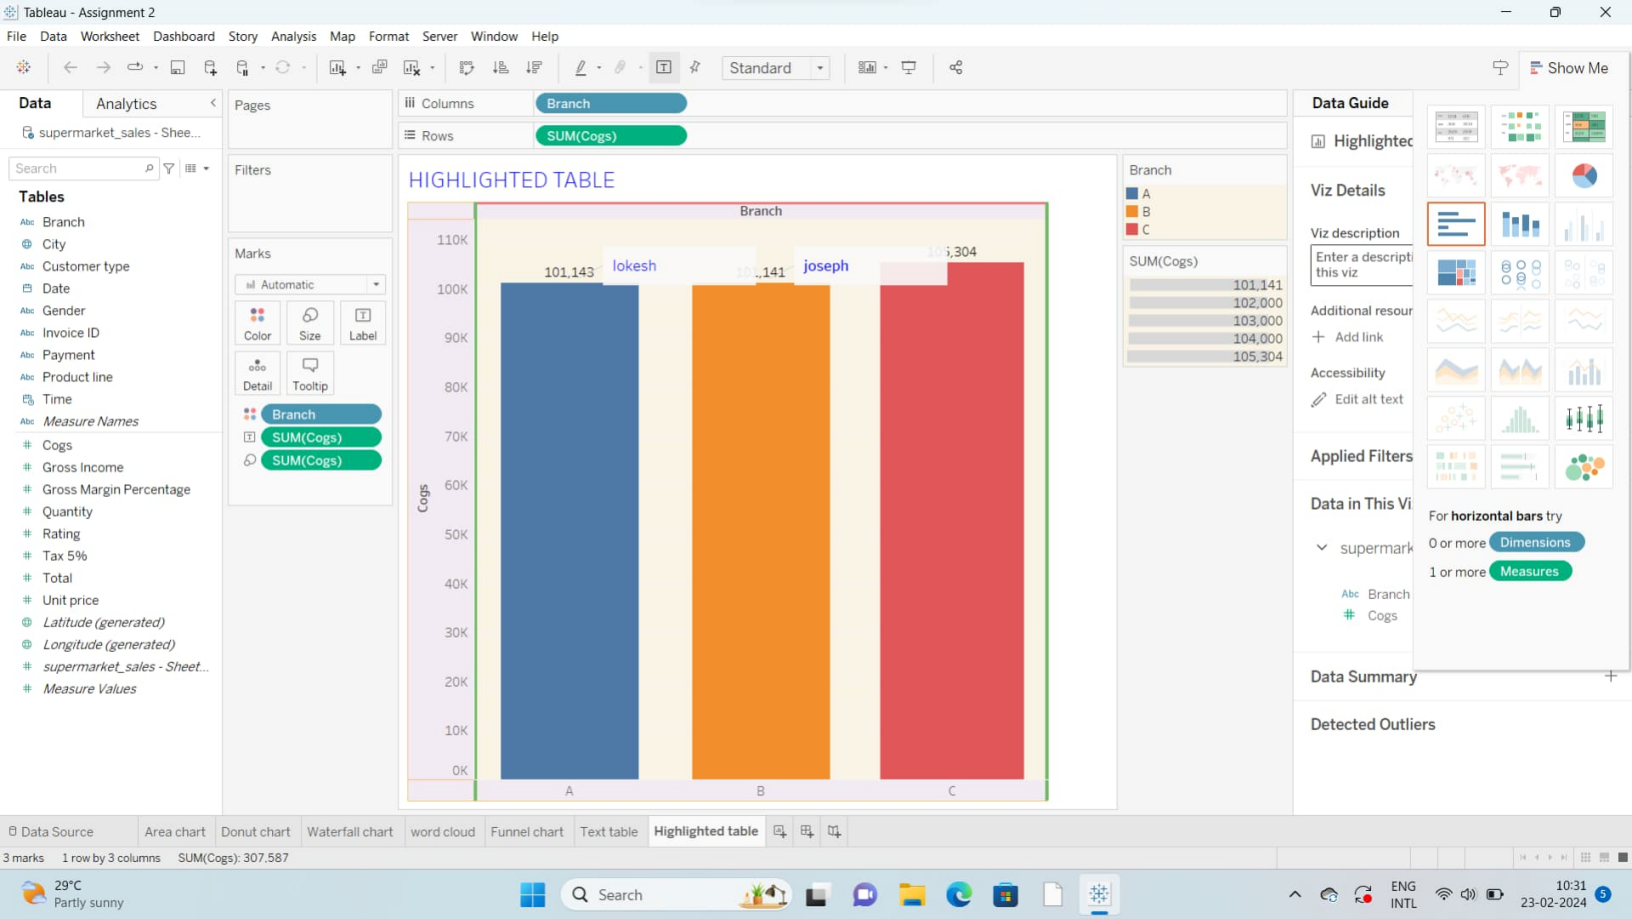 Tableau - Assignment 2
File Data Worksheet Dashboard Story Analysis Map Format Server Window Help
Standard
Show Me
Data Analytics
supermarket_sales - Shee...
Search
Tables
Abc Branch
City
Abc Customer type
Date
Abc Gender
Abc Invoice ID
Abc Payment
Abc Product line
Time
Abc Measure Names
# Cogs
# Gross Income
# Gross Margin Percentage
# Quantity
# Rating
# Tax 5%
# Total
# Unit price
Latitude (generated)
Longitude (generated)
# supermarket_sales - Sheet...
# Measure Values
Pages
Filters
Marks
Automatic
Color Size Label
Detail Tooltip
Branch
SUM(Cogs)
SUM(Cogs)
Columns Branch
Rows SUM(Cogs)
HIGHLIGHTED TABLE
Branch
Cogs
110K
100K
90K
80K
70K
60K
50K
40K
30K
20K
10K
0K
101,143 lokesh joseph
A B C
Branch
A
B
C
SUM(Cogs)
101,141
102,000
103,000
104,000
105,304
Data Guide
Highlighted
Viz Details
Viz description
Enter a descripti
this viz
Additional resour
+ Add link
Accessibility
Edit alt text
Applied Filters
Data in This Vi
supermark
Abc Branch
# Cogs
Data Summary +
Detected Outliers
For horizontal bars try
0 or more Dimensions
1 or more Measures
Data Source Area chart Donut chart Waterfall chart word cloud Funnel chart Text table Highlighted table
3 marks 1 row by 3 columns SUM(Cogs): 307,587
29°C
Partly sunny
Search
ENG
INTL
10:31
23-02-2024
5